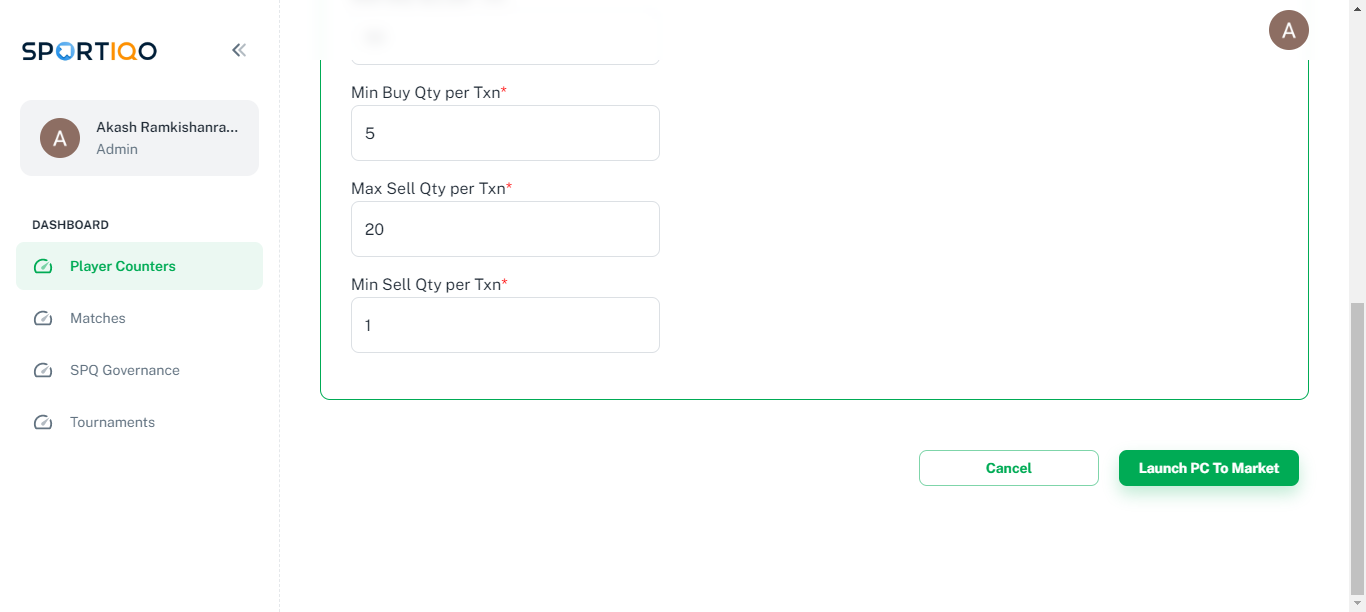 SPORTIQO
A
Akash Ramkishanra...
Admin
DASHBOARD
Player Counters
Matches
SPQ Governance
Tournaments
A
Min Buy Qty per Txn*
5
Max Sell Qty per Txn*
20
Min Sell Qty per Txn*
1
Cancel
Launch PC To Market